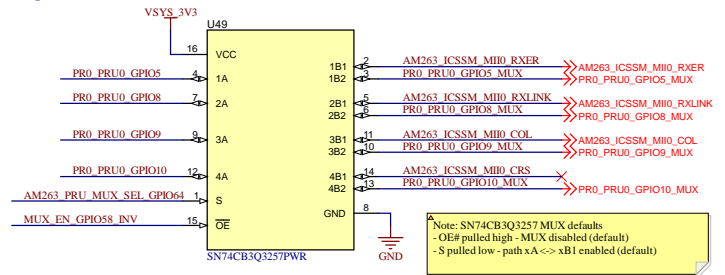 VSYS_3V3
U49
16
VCC
1B1
2
AM263_ICSSM_MII0_RXER
AM263_ICSSM_MII0_RXER
PR0_PRU0_GPIO5
4
1A
1B2
3
PR0_PRU0_GPIO5_MUX
PR0_PRU0_GPIO5_MUX
PR0_PRU0_GPIO8
7
2A
2B1
5
AM263_ICSSM_MII0_RXLINK
AM263_ICSSM_MII0_RXLINK
2B2
6
PR0_PRU0_GPIO8_MUX
PR0_PRU0_GPIO8_MUX
PR0_PRU0_GPIO9
9
3A
3B1
11
AM263_ICSSM_MII0_COL
AM263_ICSSM_MII0_COL
3B2
10
PR0_PRU0_GPIO9_MUX
PR0_PRU0_GPIO9_MUX
PR0_PRU0_GPIO10
12
4A
4B1
14
AM263_ICSSM_MII0_CRS
4B2
13
PR0_PRU0_GPIO10_MUX
PR0_PRU0_GPIO10_MUX
AM263_PRU_MUX_SEL_GPIO64
1
S
GND
8
MUX_EN_GPIO58_INV
15
OE
SN74CB3Q3257PWR
GND
Note: SN74CB3Q3257 MUX defaults
- OE# pulled high - MUX disabled (default)
- S pulled low - path xA<-> xB1 enabled (default)